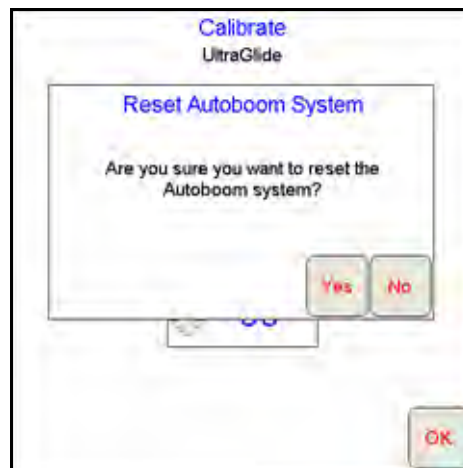 Calibrate
UltraGlide
Reset Autoboom System
Are you sure you want to reset the
Autoboom system?
Yes
No
OK